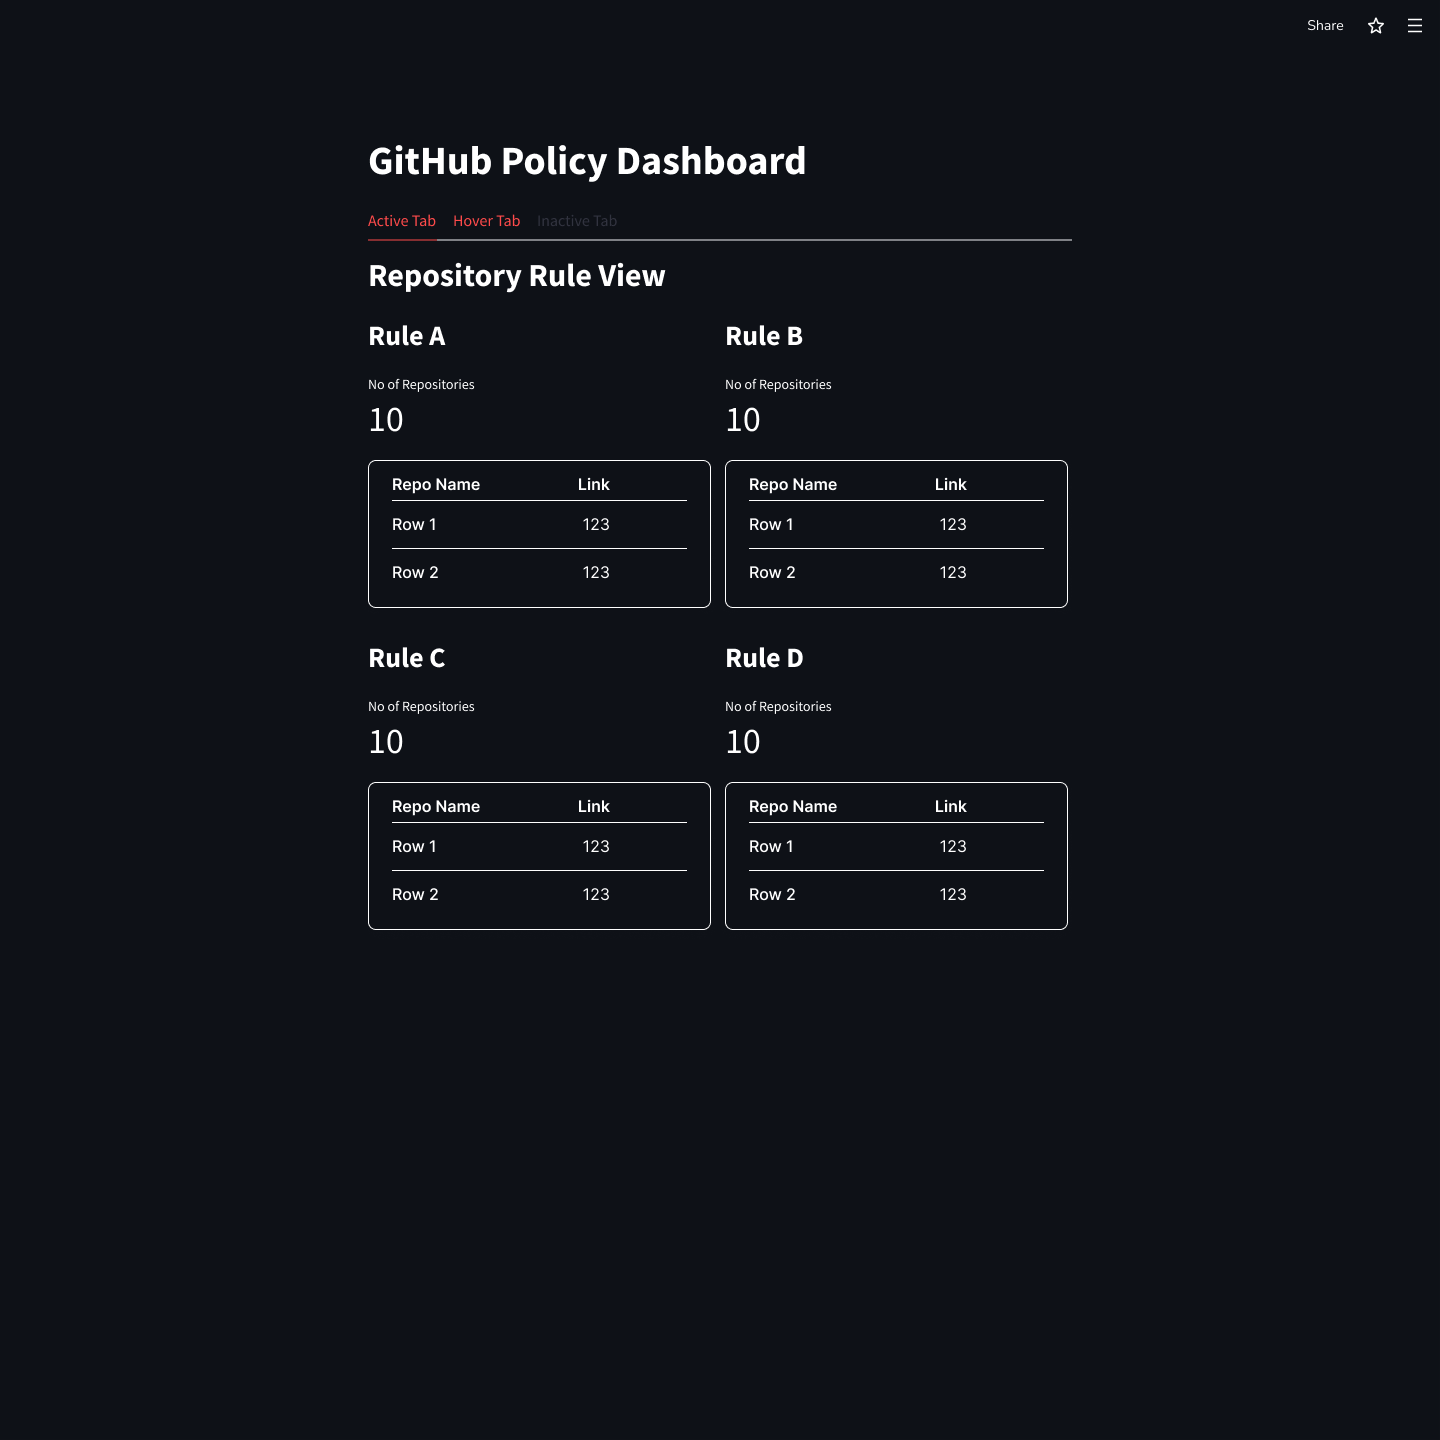 Share
GitHub Policy Dashboard
Active Tab Hover Tab Inactive Tab
Repository Rule View
Rule A
No of Repositories
10
Repo Name Link
Row 1 123
Row 2 123
Rule B
No of Repositories
10
Repo Name Link
Row 1 123
Row 2 123
Rule C
No of Repositories
10
Repo Name Link
Row 1 123
Row 2 123
Rule D
No of Repositories
10
Repo Name Link
Row 1 123
Row 2 123